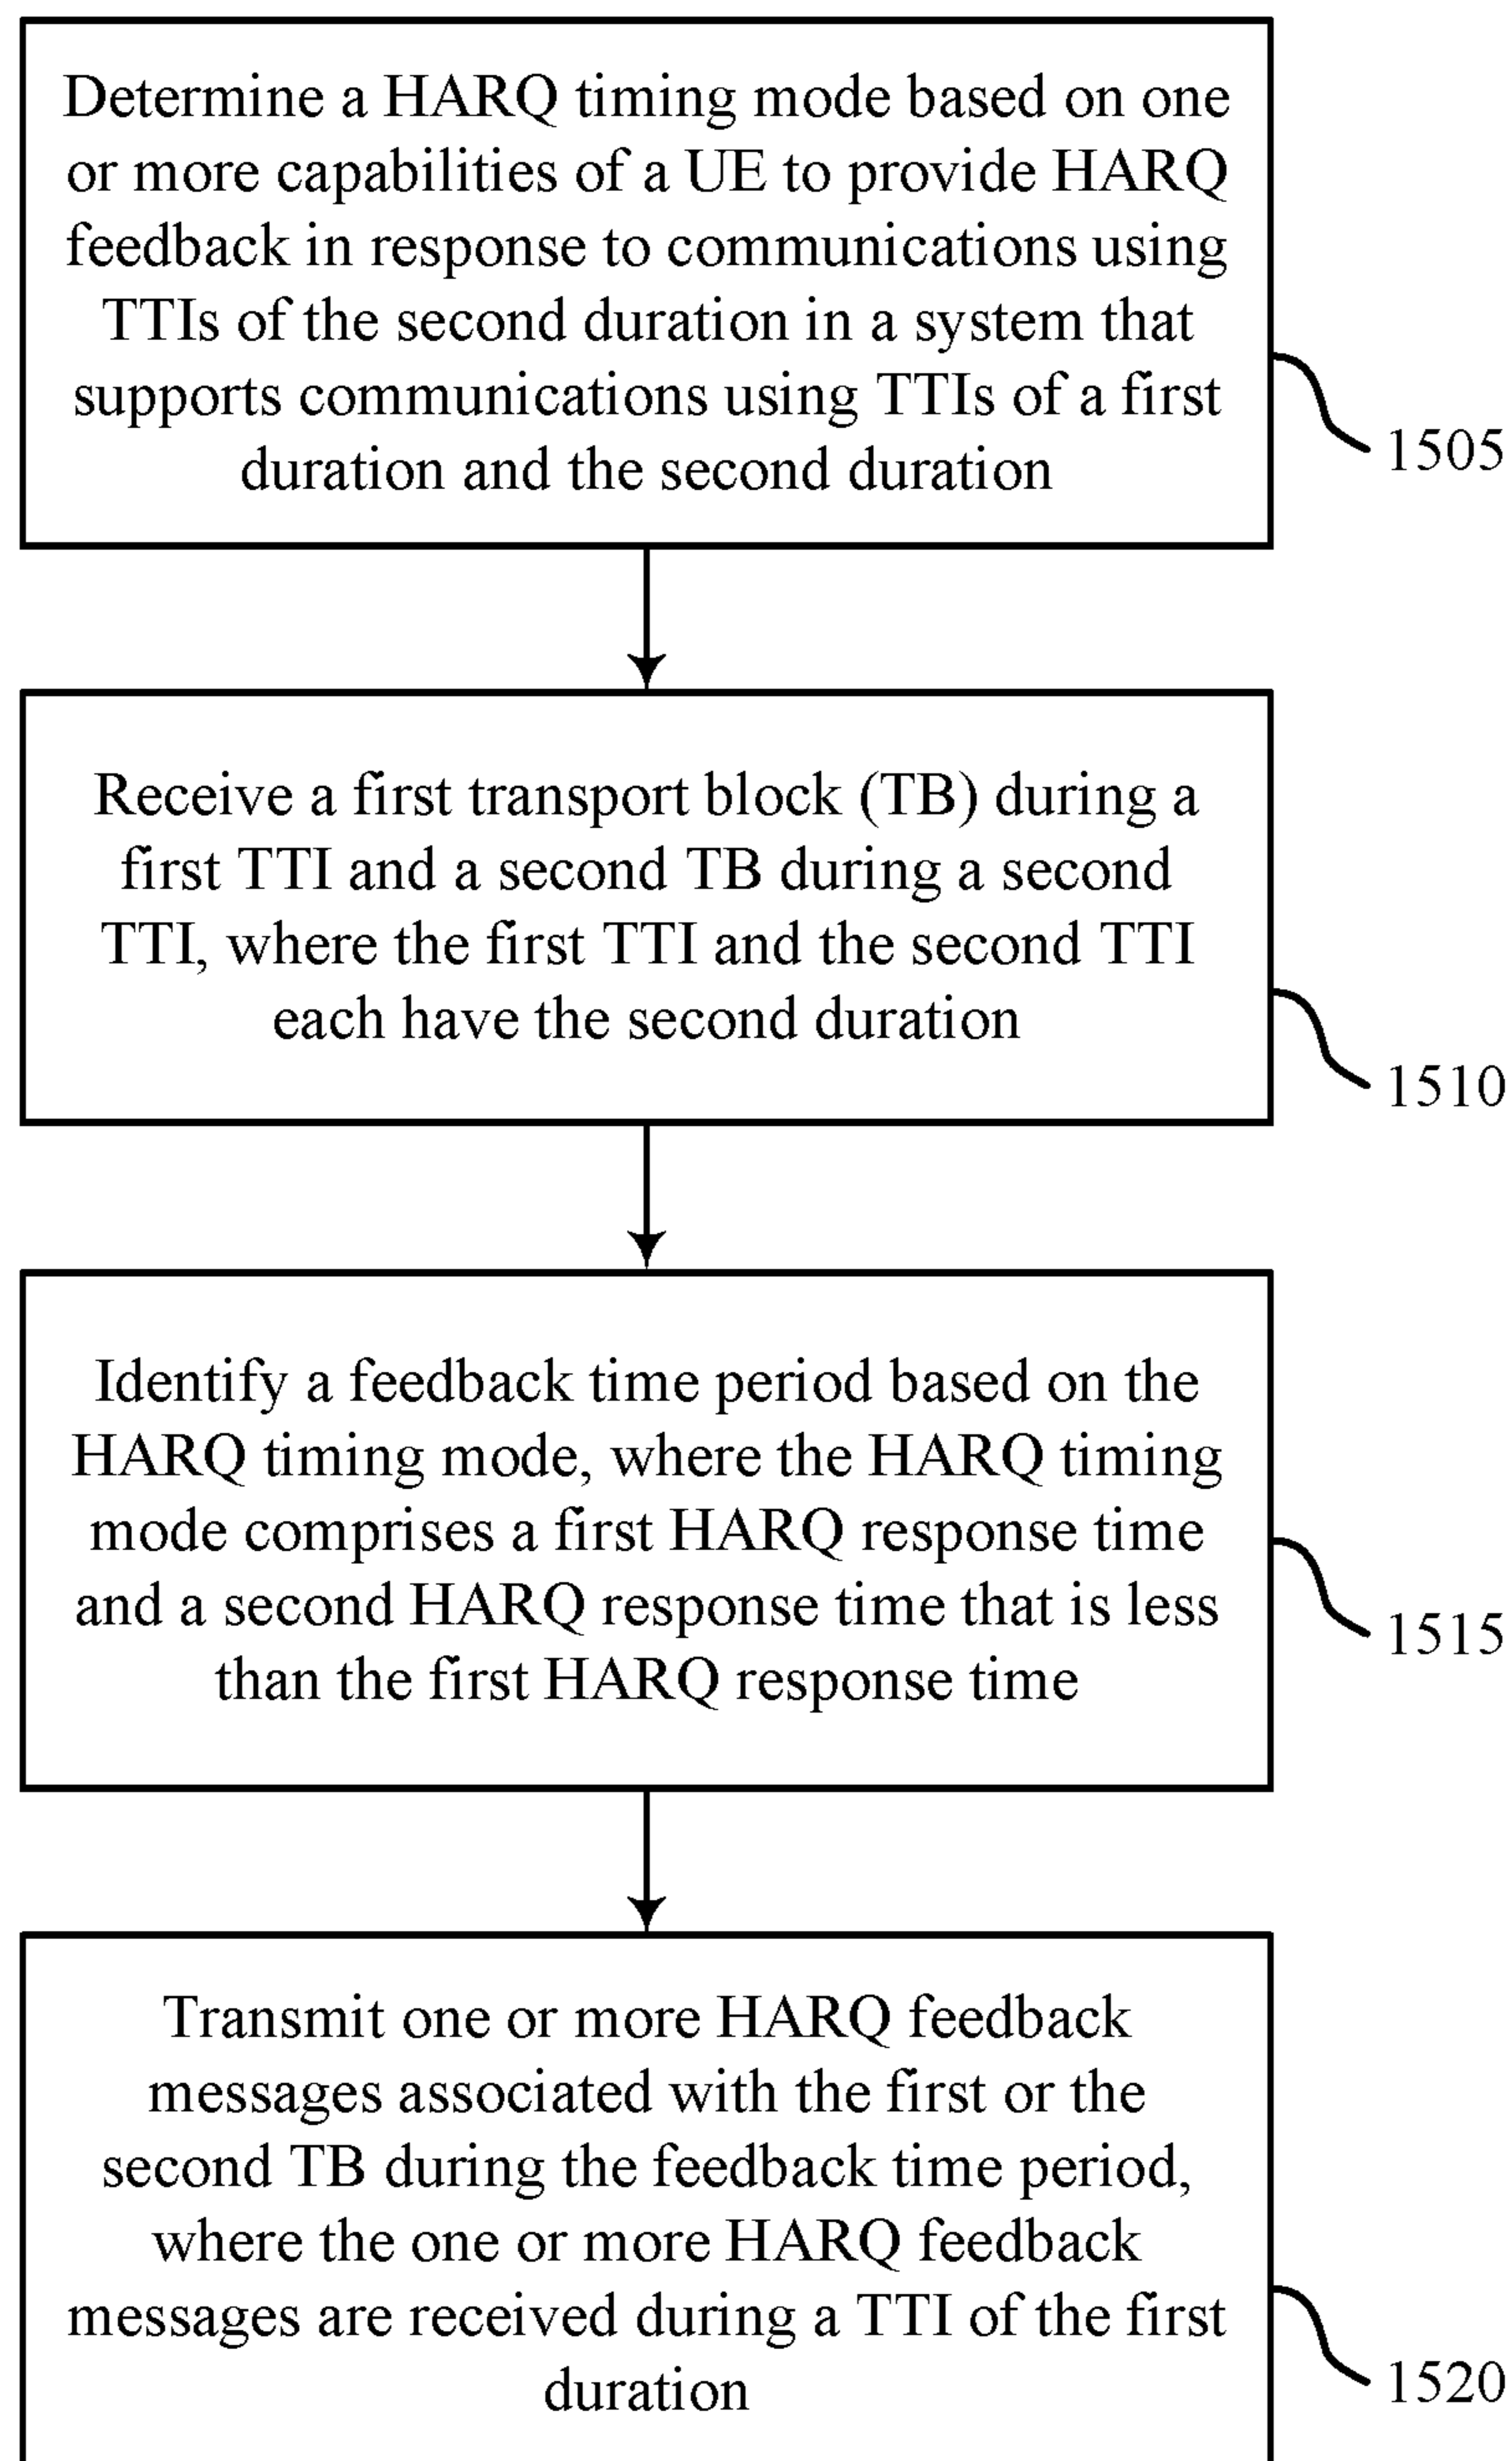 Determine a HARQ timing mode based on one
or more capabilities of a UE to provide HARQ
feedback in response to communications using
TTIs of the second duration in a system that
supports communications using TTIs of a first
duration and the second duration
1505
Receive a first transport block (TB) during a
first TTI and a second TB during a second
TTI, where the first TTI and the second TTI
each have the second duration
1510
Identify a feedback time period based on the
HARQ timing mode, where the HARQ timing
mode comprises a first HARQ response time
and a second HARQ response time that is less
than the first HARQ response time
1515
Transmit one or more HARQ feedback
messages associated with the first or the
second TB during the feedback time period,
where the one or more HARQ feedback
messages are received during a TTI of the first
duration
1520